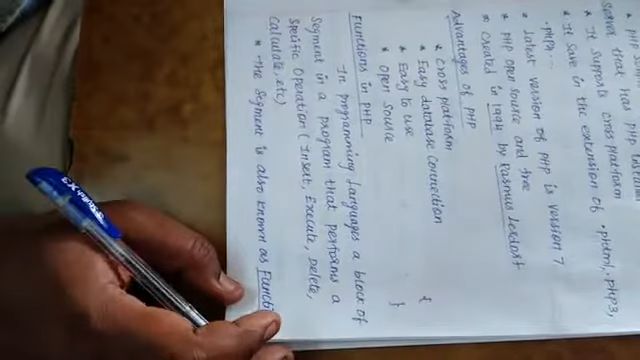 * PHP
Server that has PHP
* It supports cross platform
* It save in the extension of .phtml, .php3,
.php...
* latest version of PHP is version 7
* PHP open source and free
* Created in 1994 by Rasmus Lerdorf
Advantages of PHP
* cross platform
* Easy database connection
* Easy to use
* Open source
Functions in PHP
In programming languages a block of
segment in a program that performs a
specific operation (Insert, Execute, Delete,
Calculate, etc)
* The segment is also known as Functi